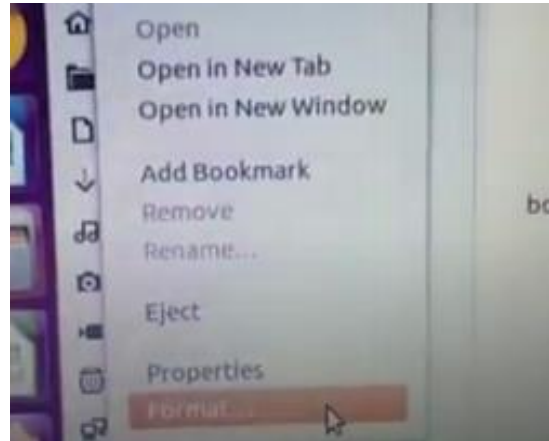 Open
Open in New Tab
Open in New Window
Add Bookmark
Remove
Rename...
Eject
Properties
Format...